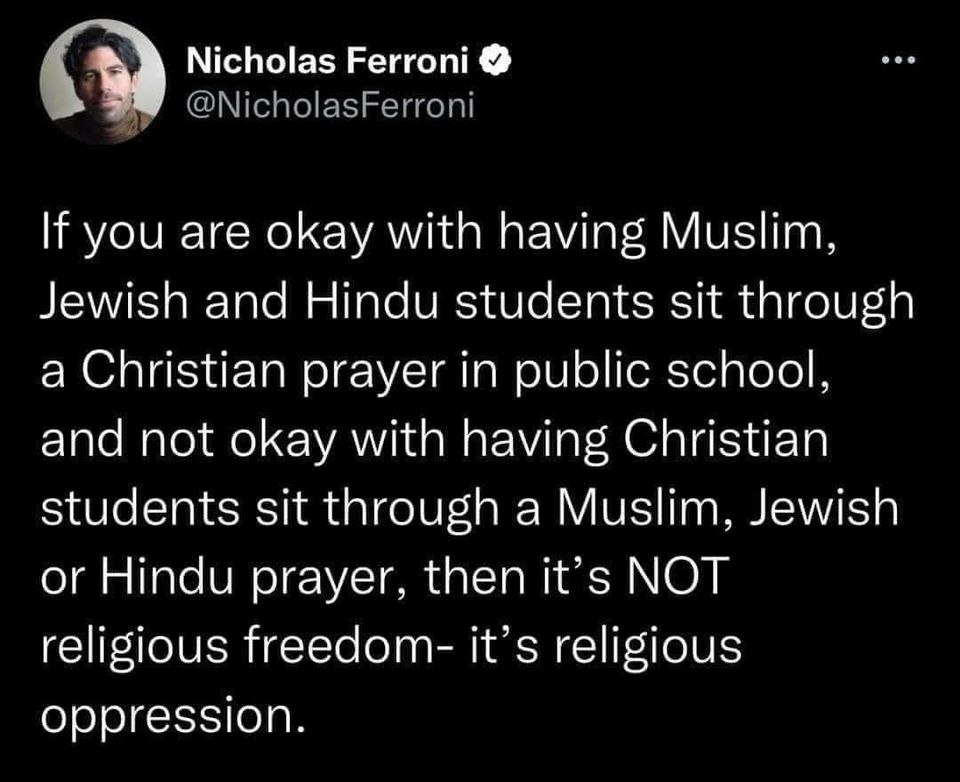 Nicholas Ferroni
@NicholasFerroni
If you are okay with having Muslim,
Jewish and Hindu students sit through
a Christian prayer in public school,
and not okay with having Christian
students sit through a Muslim, Jewish
or Hindu prayer, then it’s NOT
religious freedom- it’s religious
oppression.